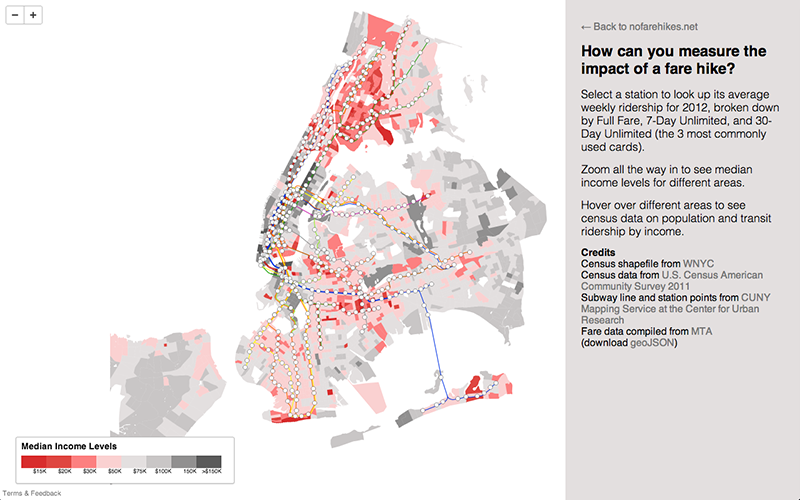 ← Back to nofarehikes.net
How can you measure the
impact of a fare hike?
Select a station to look up its average
weekly ridership for 2012, broken down
by Full Fare, 7-Day Unlimited, and 30-
Day Unlimited (the 3 most commonly
used cards).
Zoom all the way in to see median
income levels for different areas.
Hover over different areas to see
census data on population and transit
ridership by income.
Credits
Census shapefile from WNYC
Census data from U.S. Census American
Community Survey 2011
Subway line and station points from CUNY
Mapping Service at the Center for Urban
Research
Fare data compiled from MTA
(download geoJSON)
Median Income Levels
$15K $20K $30K $50K $75K $100K 150K >$150K
Terms & Feedback